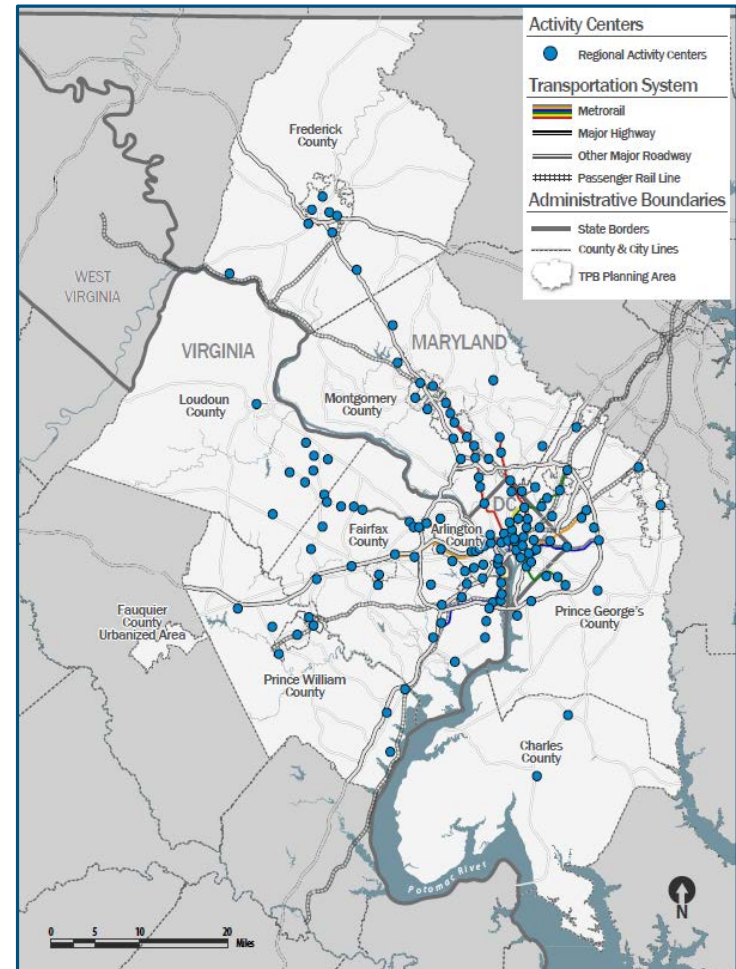 Activity Centers
Regional Activity Centers
Transportation System
Metrorail
Major Highway
Other Major Roadway
Passenger Rail Line
Administrative Boundaries
State Borders
County & City Lines
TPB Planning Area
Frederick
County
WEST
VIRGINIA
VIRGINIA
MARYLAND
Loudoun
County
Montgomery
County
DC
Fairfax
County
Arlington
County
Fauquier
County
Urbanized Area
Prince George's
County
Prince William
County
Charles
County
Potomac River
N
0 5 10 20
Miles